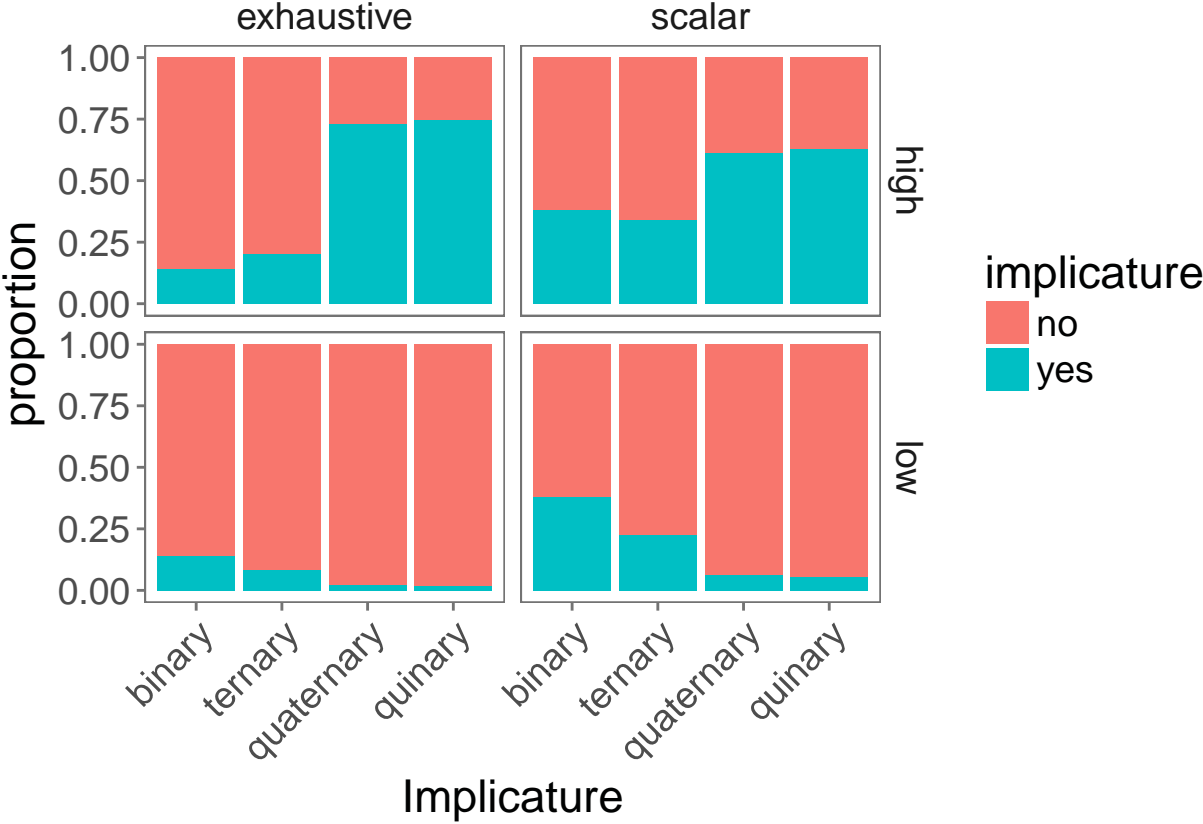 exhaustive scalar
1.00
0.75
0.50
0.25
0.00
high
1.00
0.75
0.50
0.25
0.00
low
proportion
binary ternary quaternary quinary binary ternary quaternary quinary
Implicature
implicature
no
yes